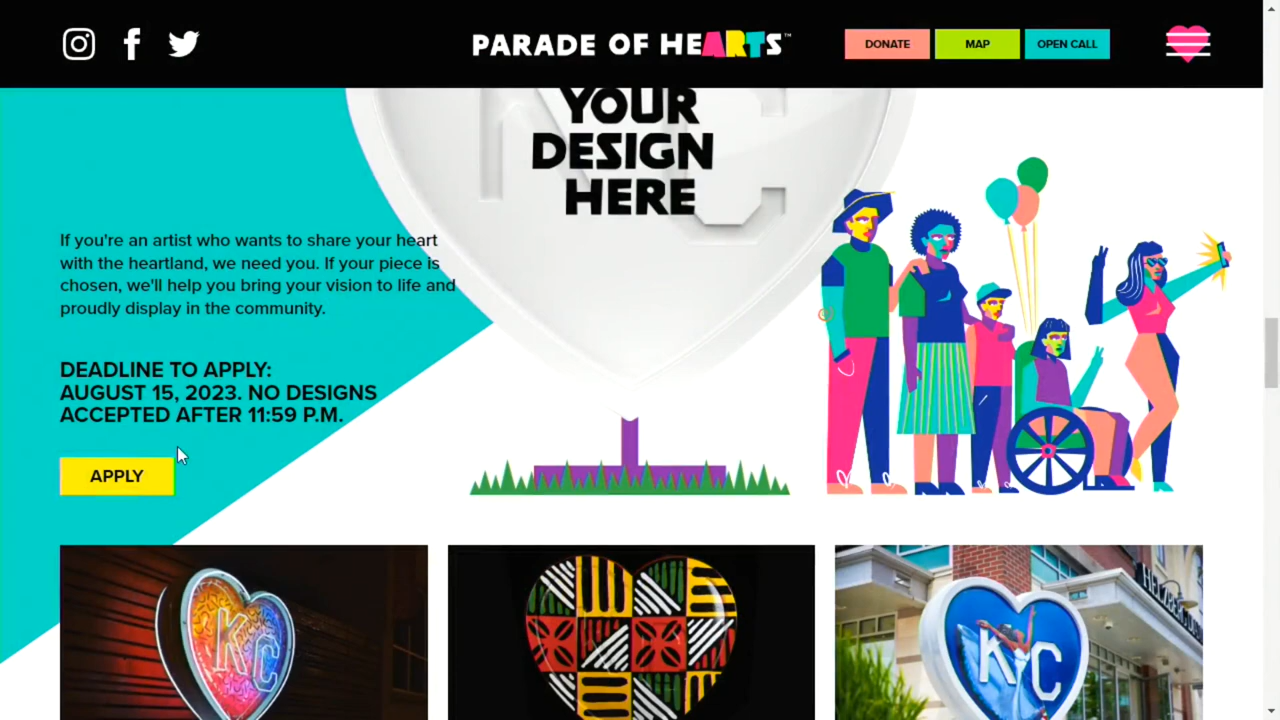 PARADE OF HEARTS™
DONATE
MAP
OPEN CALL
YOUR
DESIGN
HERE
If you're an artist who wants to share your heart
with the heartland, we need you. If your piece is
chosen, we'll help you bring your vision to life and
proudly display in the community.
DEADLINE TO APPLY:
AUGUST 15, 2023. NO DESIGNS
ACCEPTED AFTER 11:59 P.M.
APPLY
KC
KC
KC